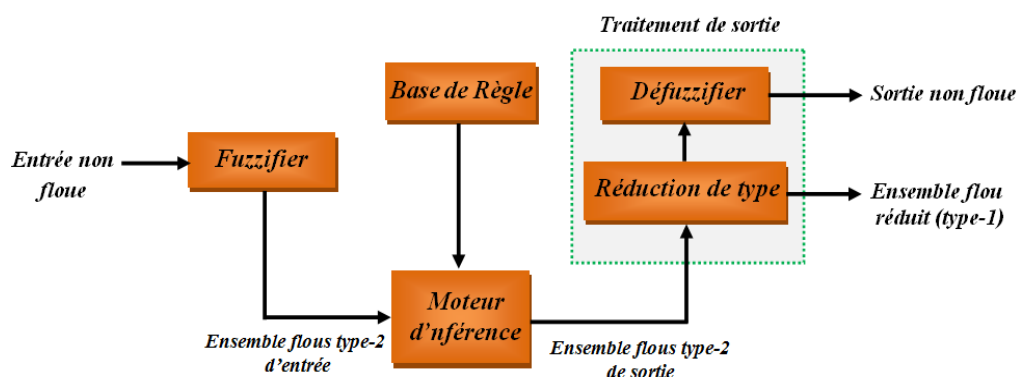 Traitement de sortie
Base de Règle
Défuzzifier
Sortie non floue
Entrée non
floue
Fuzzifier
Réduction de type
Ensemble flou
réduit (type-1)
Moteur
d'nférence
Ensemble flous type-2
d'entrée
Ensemble flous type-2
de sortie